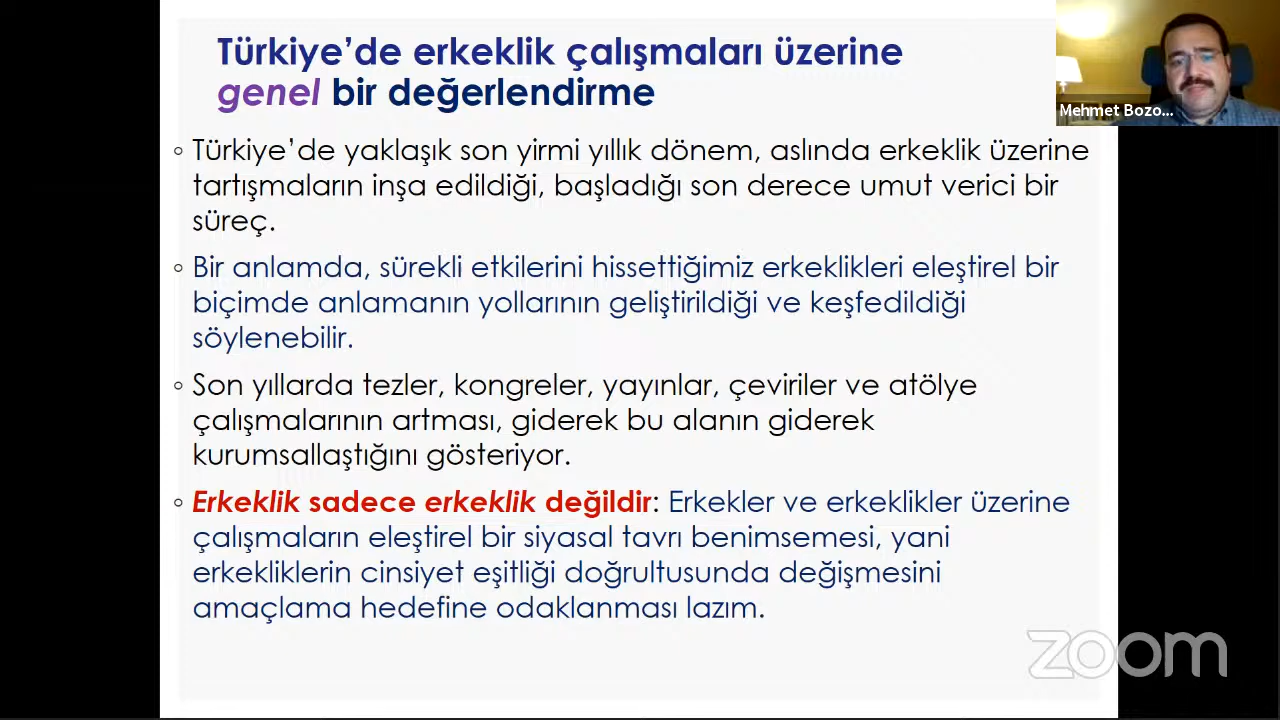 Türkiye’de erkeklik çalışmaları üzerine
genel bir değerlendirme
Mehmet Bozo...
Türkiye’de yaklaşık son yirmi yıllık dönem, aslında erkeklik üzerine
tartışmaların inşa edildiği, başladığı son derece umut verici bir
süreç.
Bir anlamda, sürekli etkilerini hissettiğimiz erkeklikleri eleştirel bir
biçimde anlamanın yollarının geliştirildiği ve keşfedildiği
söylenebilir.
Son yıllarda tezler, kongreler, yayınlar, çeviriler ve atölye
çalışmalarının artması, giderek bu alanın giderek
kurumsallaştığını gösteriyor.
Erkeklik sadece erkeklik değildir: Erkekler ve erkeklikler üzerine
çalışmaların eleştirel bir siyasal tavrı benimsemesi, yani
erkekliklerin cinsiyet eşitliği doğrultusunda değişmesini
amaçlama hedefine odaklanması lazım.
zoom